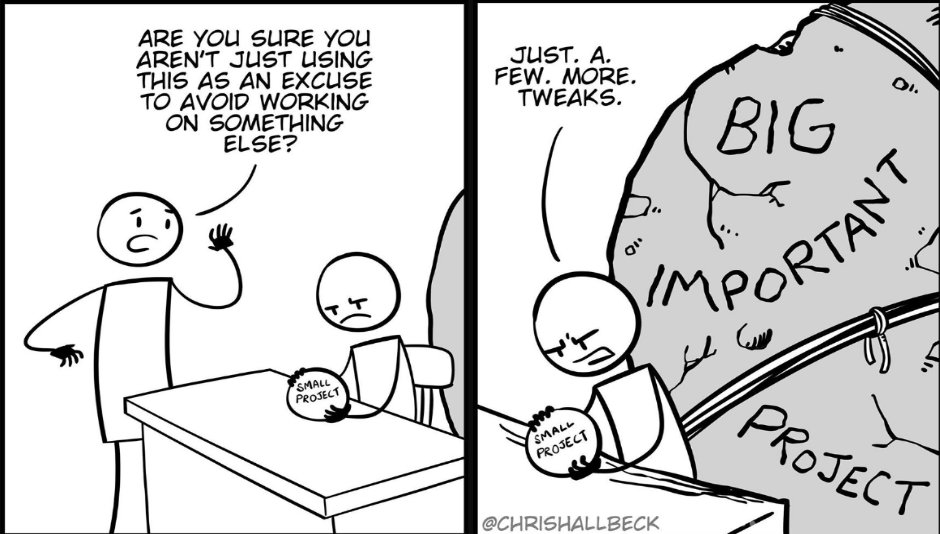 ARE YOU SURE YOU
AREN'T JUST USING
THIS AS AN EXCUSE
TO AVOID WORKING
ON SOMETHING
ELSE?
SMALL
PROJECT
JUST. A.
FEW. MORE.
TWEAKS.
BIG
IMPORTANT
PROJECT
SMALL
PROJECT
@CHRISHALLBECK